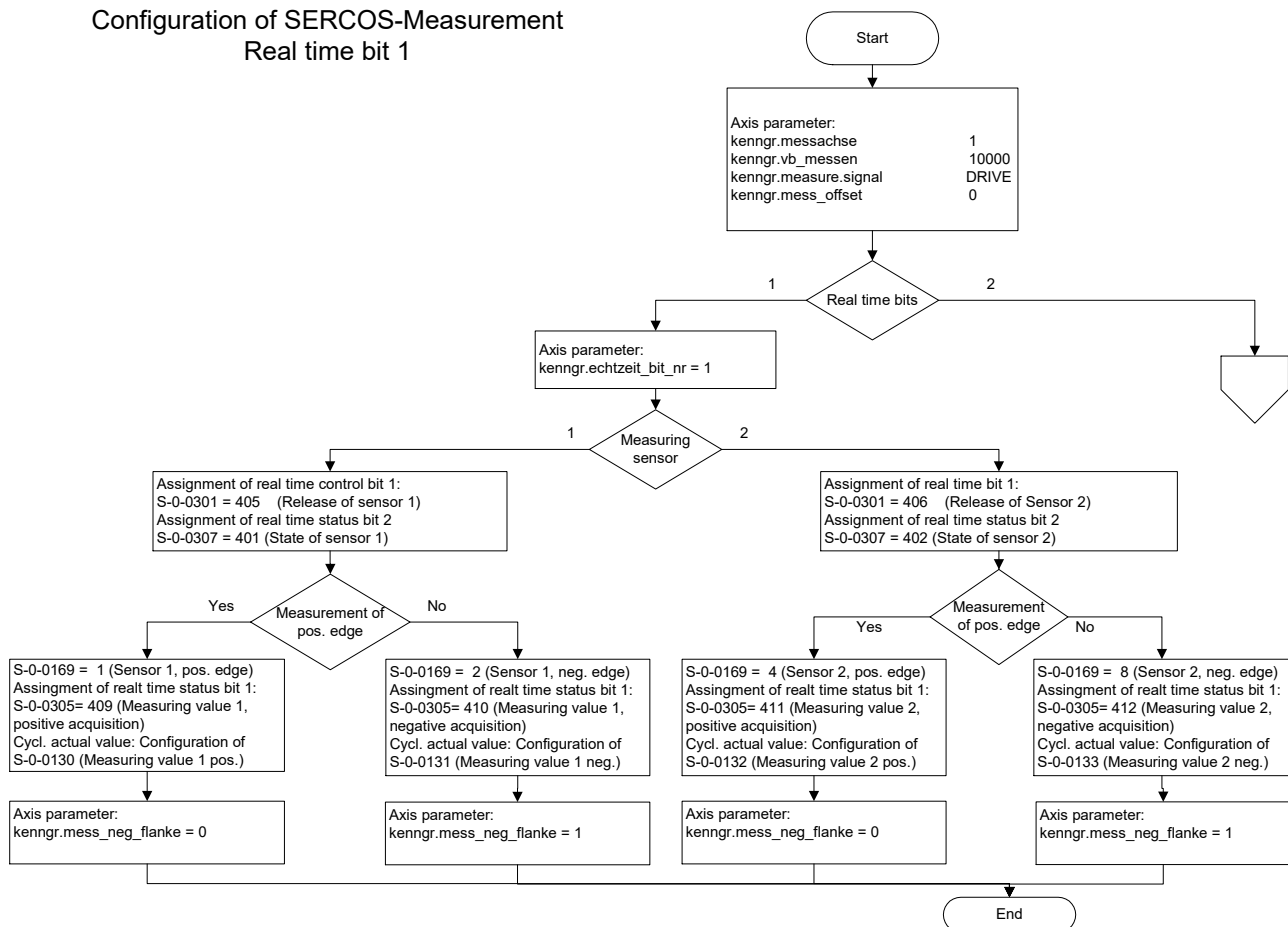 Configuration of SERCOS-Measurement
Real time bit 1
Start
Axis parameter:
kenngr.messachse 1
kenngr.vb_messen 10000
kenngr.measure.signal DRIVE
kenngr.mess_offset 0
1
Real time bits
2
Axis parameter:
kenngr.echtzeit_bit_nr = 1
1
Measuring
sensor
2
Assignment of real time control bit 1:
S-0-0301 = 405 (Release of sensor 1)
Assignment of real time status bit 2
S-0-0307 = 401 (State of sensor 1)
Assignment of real time bit 1:
S-0-0301 = 406 (Release of Sensor 2)
Assignment of real time status bit 2
S-0-0307 = 402 (State of sensor 2)
Yes
Measurement of
pos. edge
No
Yes
Measurement
of pos. edge
No
S-0-0169 = 1 (Sensor 1, pos. edge)
Assingment of realt time status bit 1:
S-0-0305= 409 (Measuring value 1,
positive acquisition)
Cycl. actual value: Configuration of
S-0-0130 (Measuring value 1 pos.)
S-0-0169 = 2 (Sensor 1, neg. edge)
Assingment of realt time status bit 1:
S-0-0305= 410 (Measuring value 1,
negative acquisition)
Cycl. actual value: Configuration of
S-0-0131 (Measuring value 1 neg.)
S-0-0169 = 4 (Sensor 2, pos. edge)
Assingment of realt time status bit 1:
S-0-0305= 411 (Measuring value 2,
positive acquisition)
Cycl. actual value: Configuration of
S-0-0132 (Measuring value 2 pos.)
S-0-0169 = 8 (Sensor 2, neg. edge)
Assingment of realt time status bit 1:
S-0-0305= 412 (Measuring value 2,
negative acquisition)
Cycl. actual value: Configuration of
S-0-0133 (Measuring value 2 neg.)
Axis parameter:
kenngr.mess_neg_flanke = 0
Axis parameter:
kenngr.mess_neg_flanke = 1
Axis parameter:
kenngr.mess_neg_flanke = 0
Axis parameter:
kenngr.mess_neg_flanke = 1
End